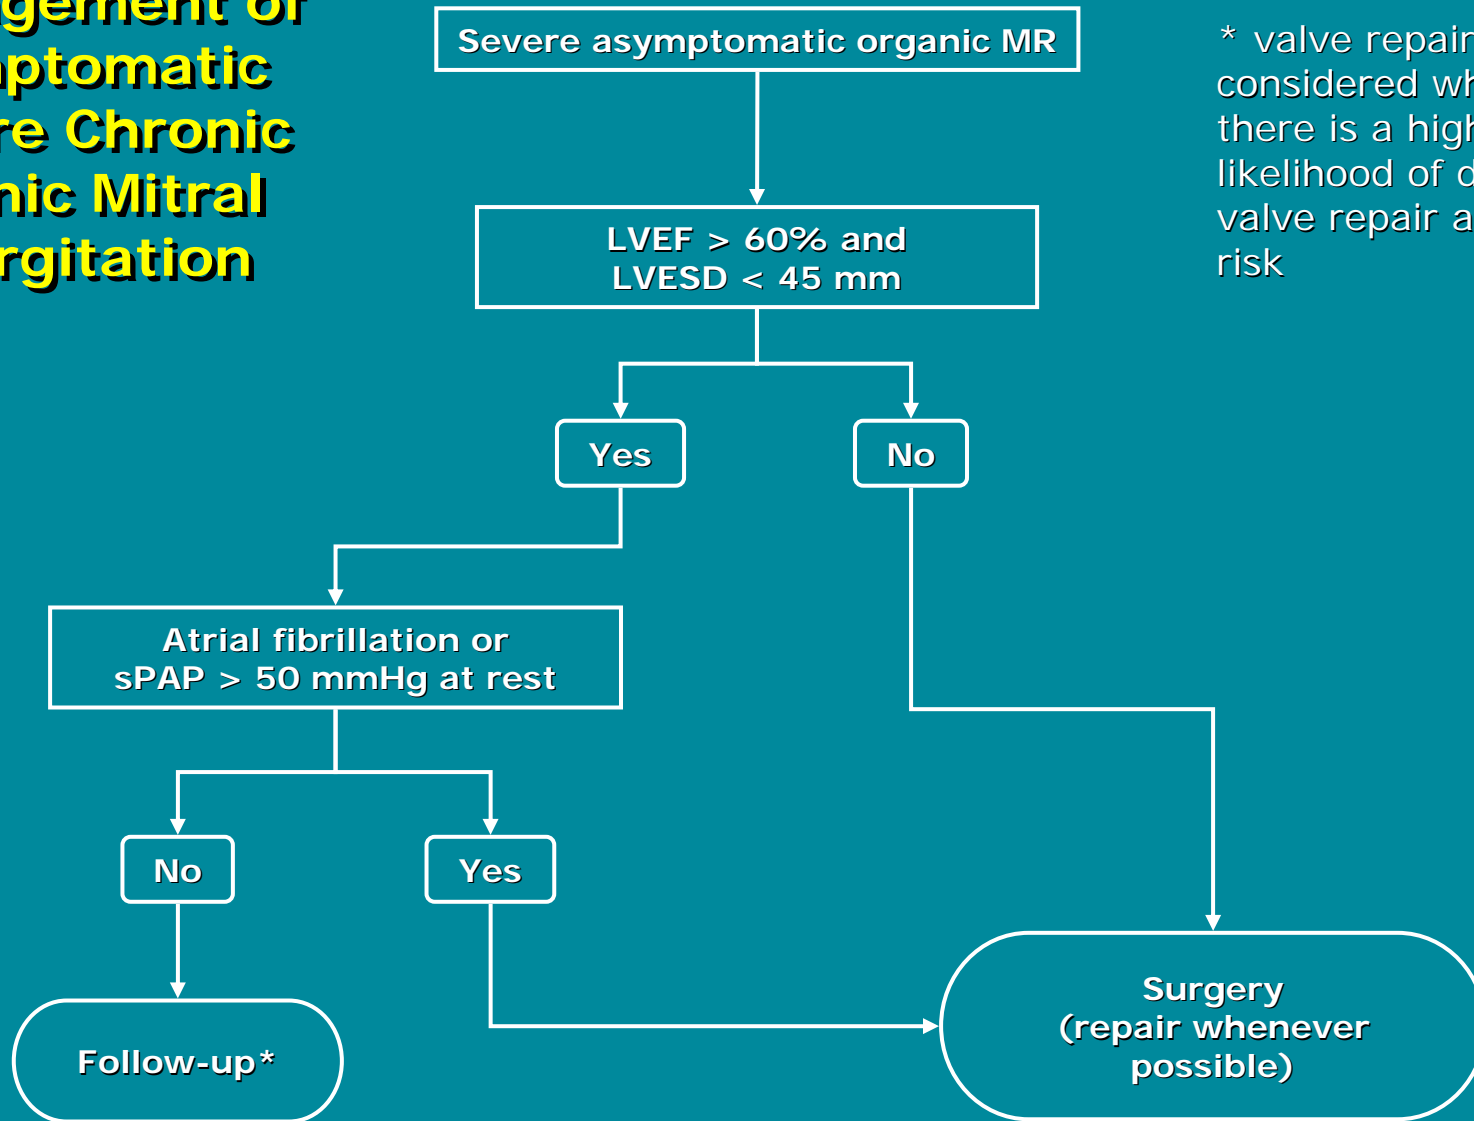 gement of
ptomatic
re Chronic
nic Mitral
rgitation
Severe asymptomatic organic MR
* valve repair
considered wh
there is a high
likelihood of d
valve repair a
risk
LVEF > 60% and
LVESD < 45 mm
Yes
No
Atrial fibrillation or
sPAP > 50 mmHg at rest
No
Yes
Follow-up*
Surgery
(repair whenever
possible)